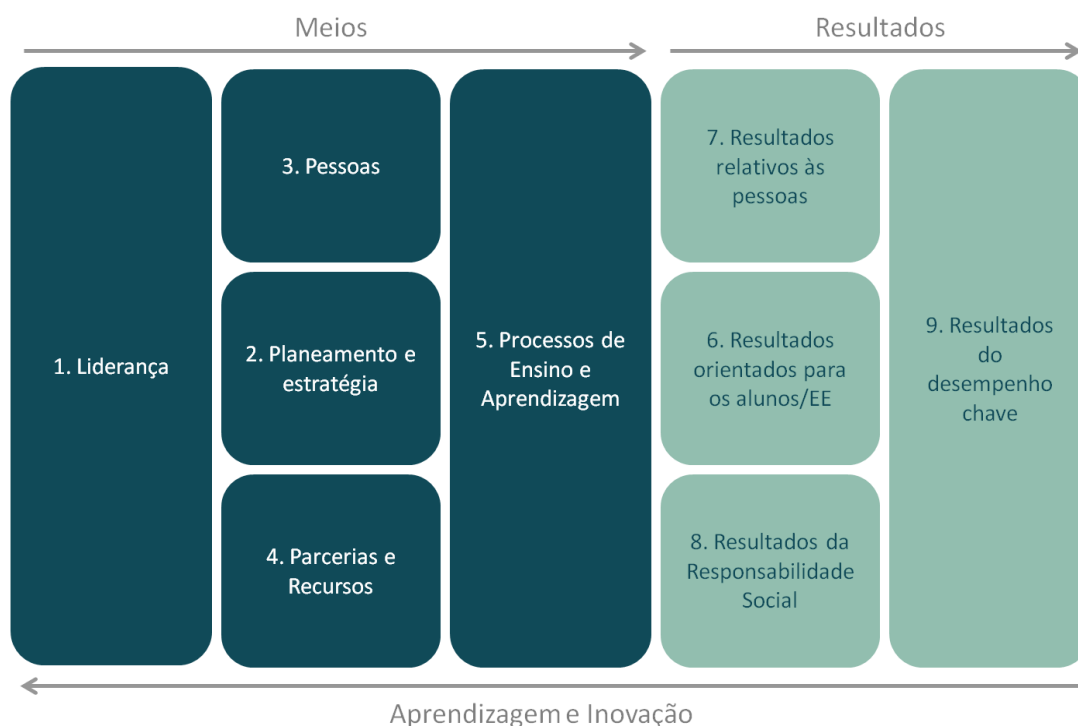 Meios
Resultados
1. Liderança
3. Pessoas
2. Planeamento e
estratégia
4. Parcerias e
Recursos
5. Processos de
Ensino e
Aprendizagem
7. Resultados
relativos às
pessoas
6. Resultados
orientados para
os alunos/EE
8. Resultados da
Responsabilidade
Social
9. Resultados
do
desempenho
chave
Aprendizagem e Inovação